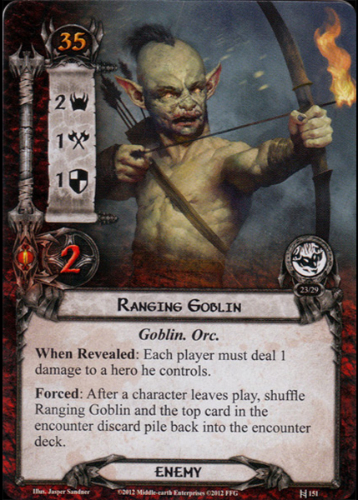 35
2
1
1
2
RANGING GOBLIN
23/29
Goblin. Orc.
When Revealed: Each player must deal 1
damage to a hero he controls.
Forced: After a character leaves play, shuffle
Ranging Goblin and the top card in the
encounter discard pile back into the encounter
deck.
ENEMY
Illus. Jasper Sandner ©2012 Middle-earth Enterprises ©2012 FFG 151